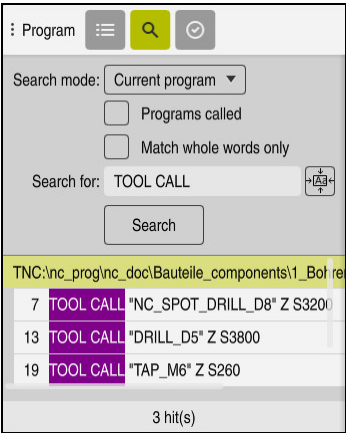 Program
Search mode: Current program
Programs called
Match whole words only
Search for: TOOL CALL
Search
TNC:\nc_prog\nc_doc\Bauteile_components\1_Bohren
7 TOOL CALL "NC_SPOT_DRILL_D8" Z S3200
13 TOOL CALL "DRILL_D5" Z S3800
19 TOOL CALL "TAP_M6" Z S260
3 hit(s)